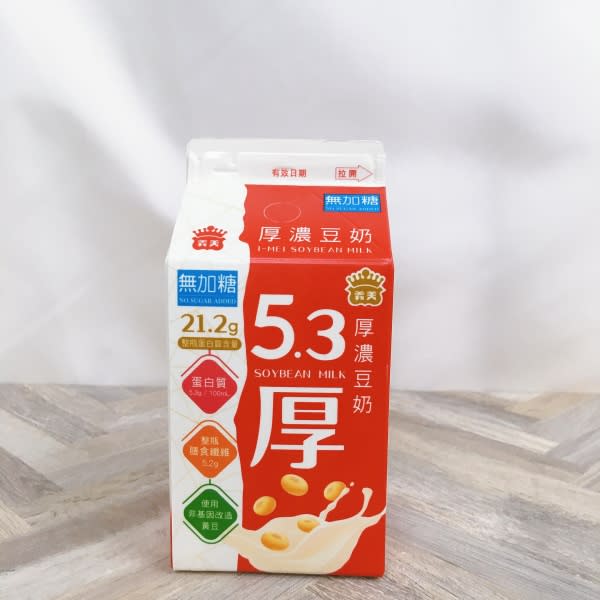 有效日期
拉開
無加糖
NO SUGAR ADDED
厚濃豆奶
I-MEI SOYBEAN MILK
義美
無加糖
NO SUGAR ADDED
21.2g
整瓶蛋白質含量
蛋白質
5.3g / 100mL
整瓶
膳食纖維
5.2g
使用
非基因改造
黃豆
義美
5.3
SOYBEAN MILK
厚
厚濃豆奶